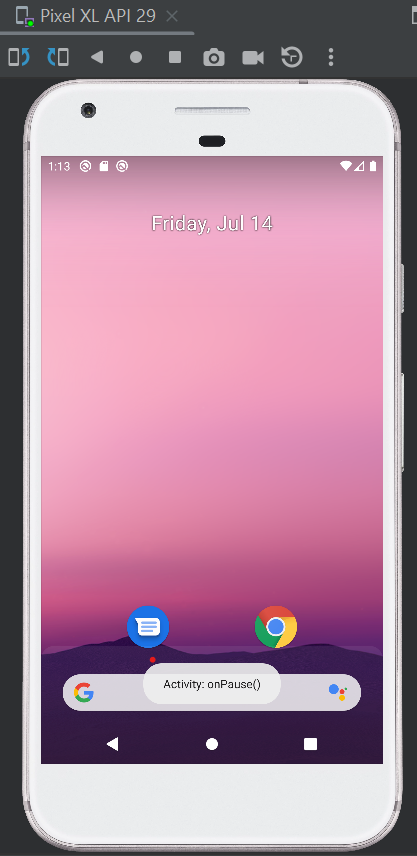 Pixel XL API 29
1:13
Friday, Jul 14
Activity: onPause()